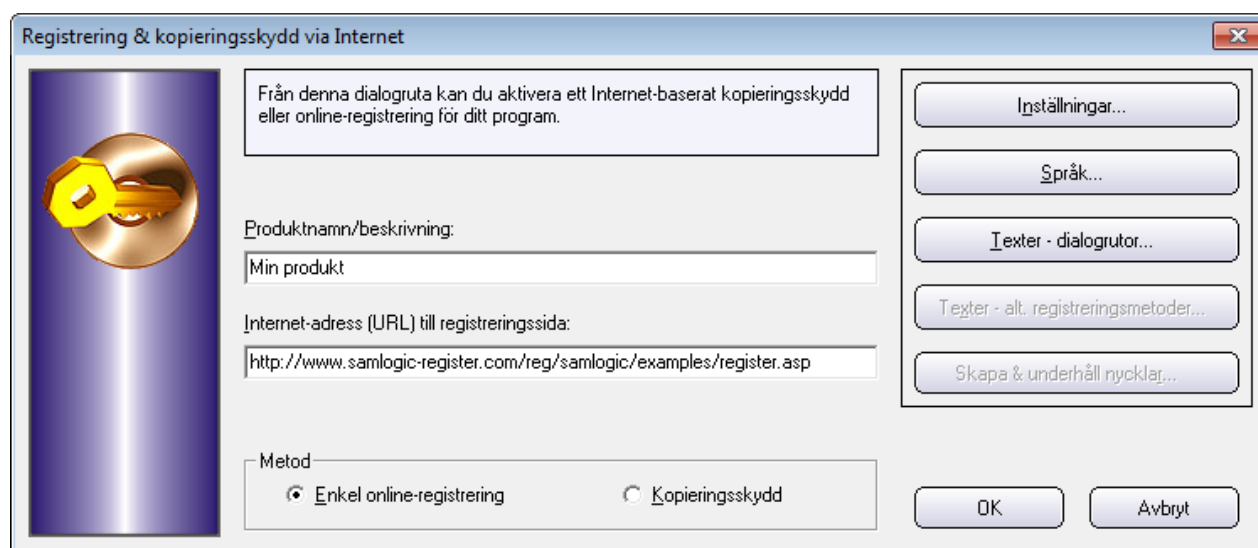 Registrering & kopieringsskydd via Internet
Från denna dialogruta kan du aktivera ett Internet-baserat kopieringsskydd
eller online-registrering för ditt program.
Produktnamn/beskrivning:
Min produkt
Internet-adress (URL) till registreringssida:
http://www.samlogic-register.com/reg/samlogic/examples/register.asp
Metod
Enkel online-registrering
Kopieringsskydd
Inställningar...
Språk...
Texter - dialogrutor...
Texter - alt. registreringsmetoder...
Skapa & underhåll nycklar...
OK
Avbryt